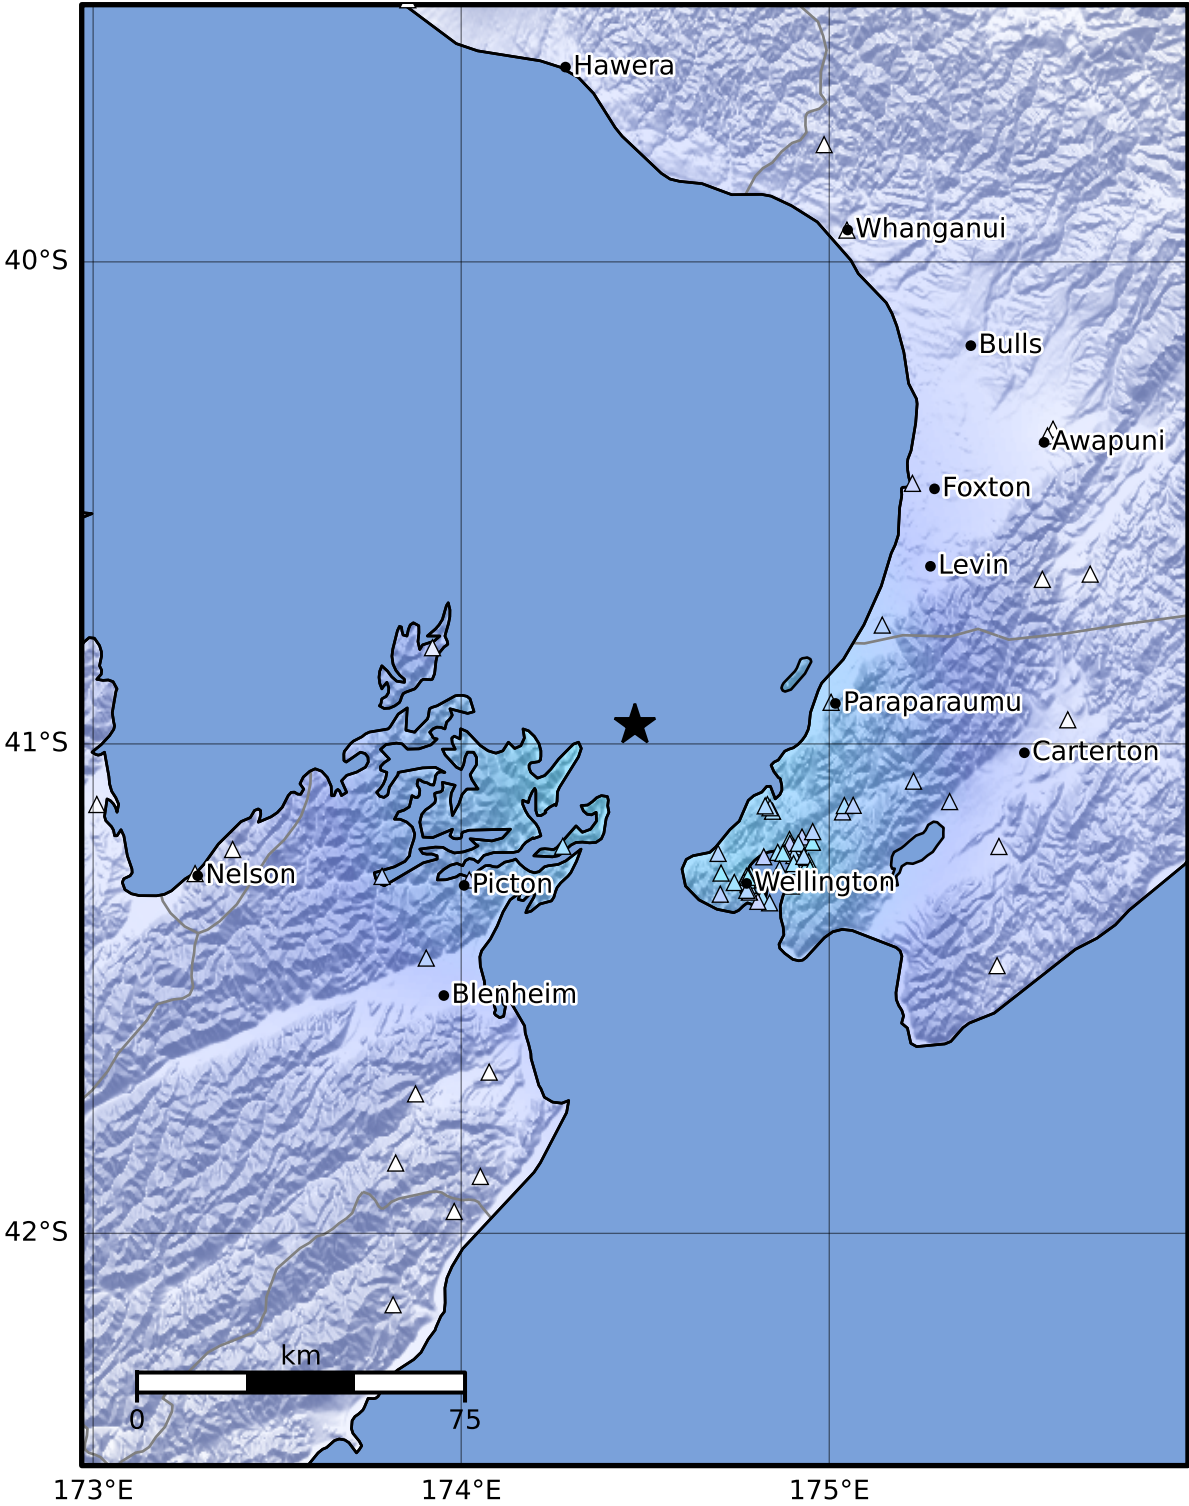 Hawera
Whanganui
40°S
Bulls
Awapuni
Foxton
Levin
Paraparaumu
41°S
Carterton
Nelson
Picton
Wellington
Blenheim
42°S
km
0 75
173°E 174°E 175°E